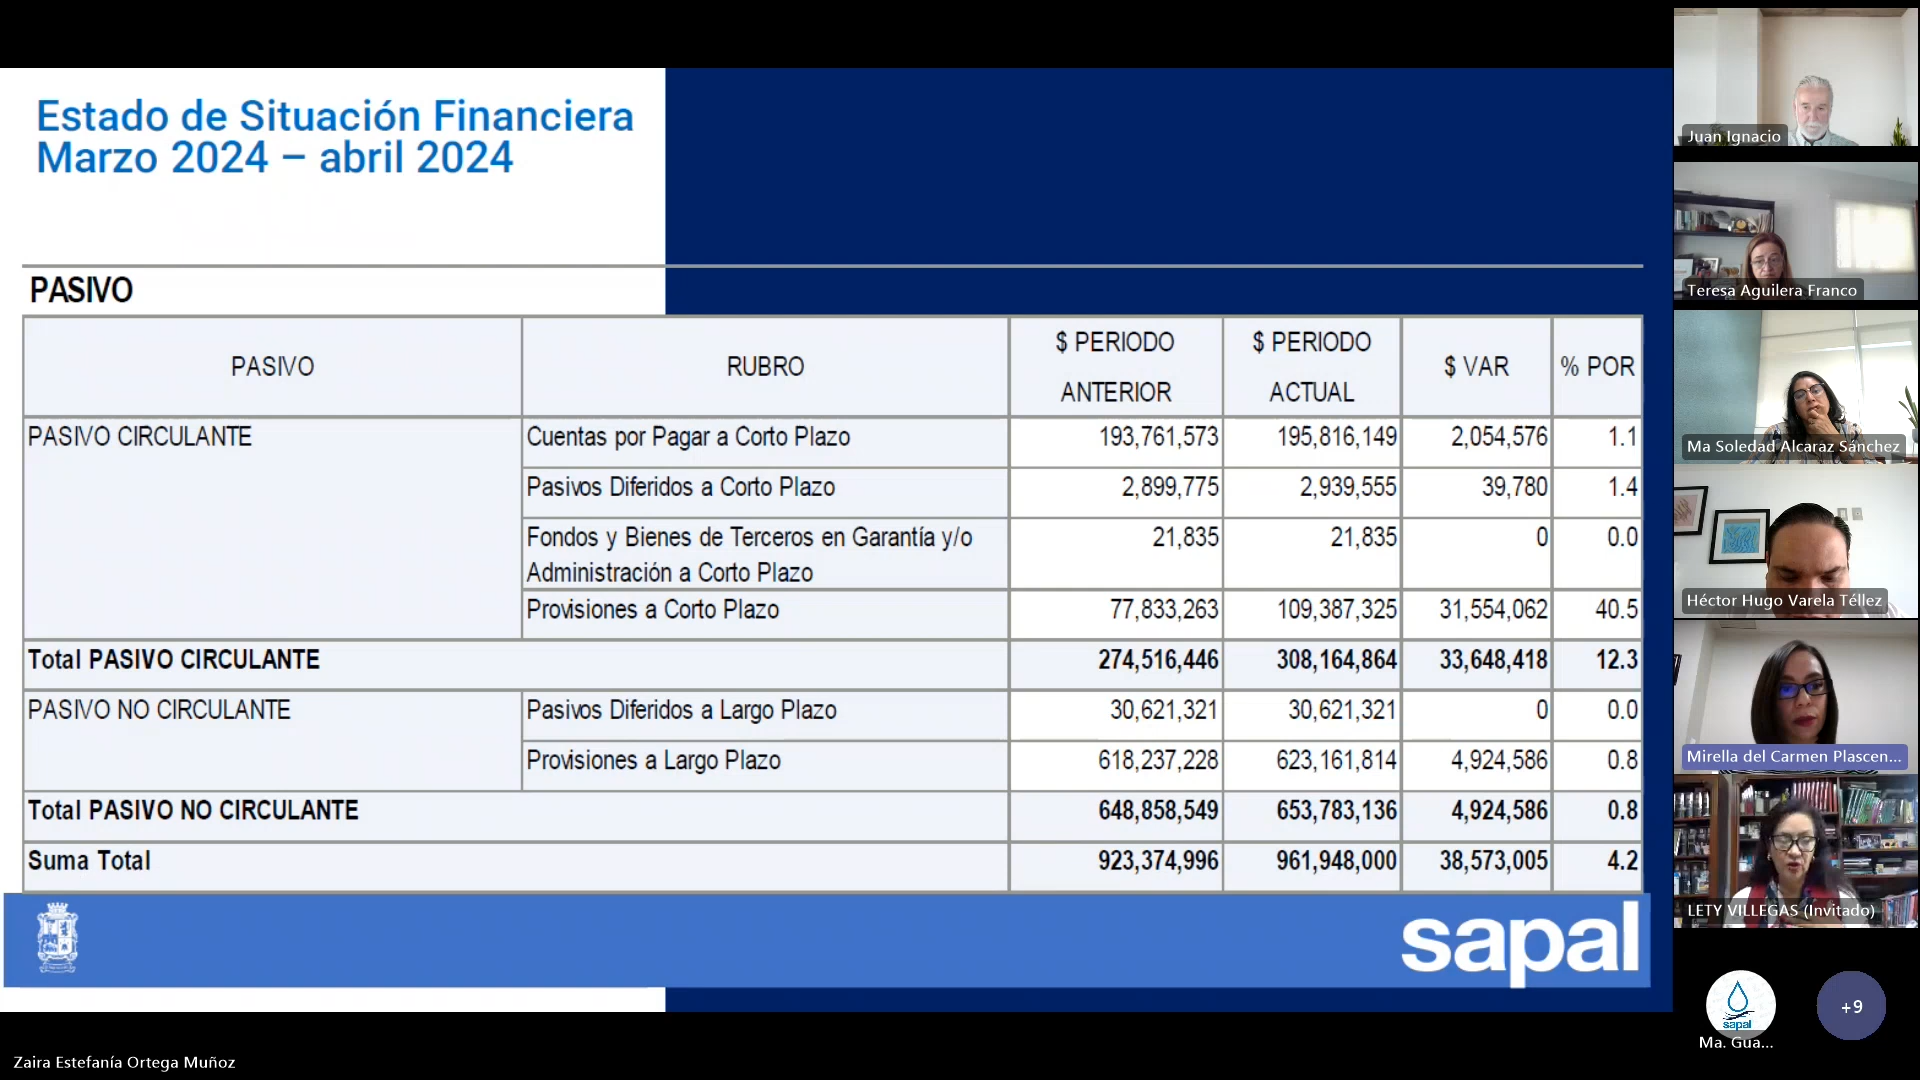 Estado de Situación Financiera
Marzo 2024 – abril 2024
PASIVO
PASIVO RUBRO $ PERIODO ANTERIOR $ PERIODO ACTUAL $ VAR % POR
PASIVO CIRCULANTE Cuentas por Pagar a Corto Plazo 193,761,573 195,816,149 2,054,576 1.1
Pasivos Diferidos a Corto Plazo 2,899,775 2,939,555 39,780 1.4
Fondos y Bienes de Terceros en Garantía y/o
Administración a Corto Plazo 21,835 21,835 0 0.0
Provisiones a Corto Plazo 77,833,263 109,387,325 31,554,062 40.5
Total PASIVO CIRCULANTE 274,516,446 308,164,864 33,648,418 12.3
PASIVO NO CIRCULANTE Pasivos Diferidos a Largo Plazo 30,621,321 30,621,321 0 0.0
Provisiones a Largo Plazo 618,237,228 623,161,814 4,924,586 0.8
Total PASIVO NO CIRCULANTE 648,858,549 653,783,136 4,924,586 0.8
Suma Total 923,374,996 961,948,000 38,573,005 4.2
sapal
Zaira Estefanía Ortega Muñoz
Juan Ignacio
Teresa Aguilera Franco
Ma Soledad Alcaraz Sánchez
Héctor Hugo Varela Téllez
Mirella del Carmen Plascen...
LETY VILLEGAS (Invitado)
sapal
Ma. Gua...
+9